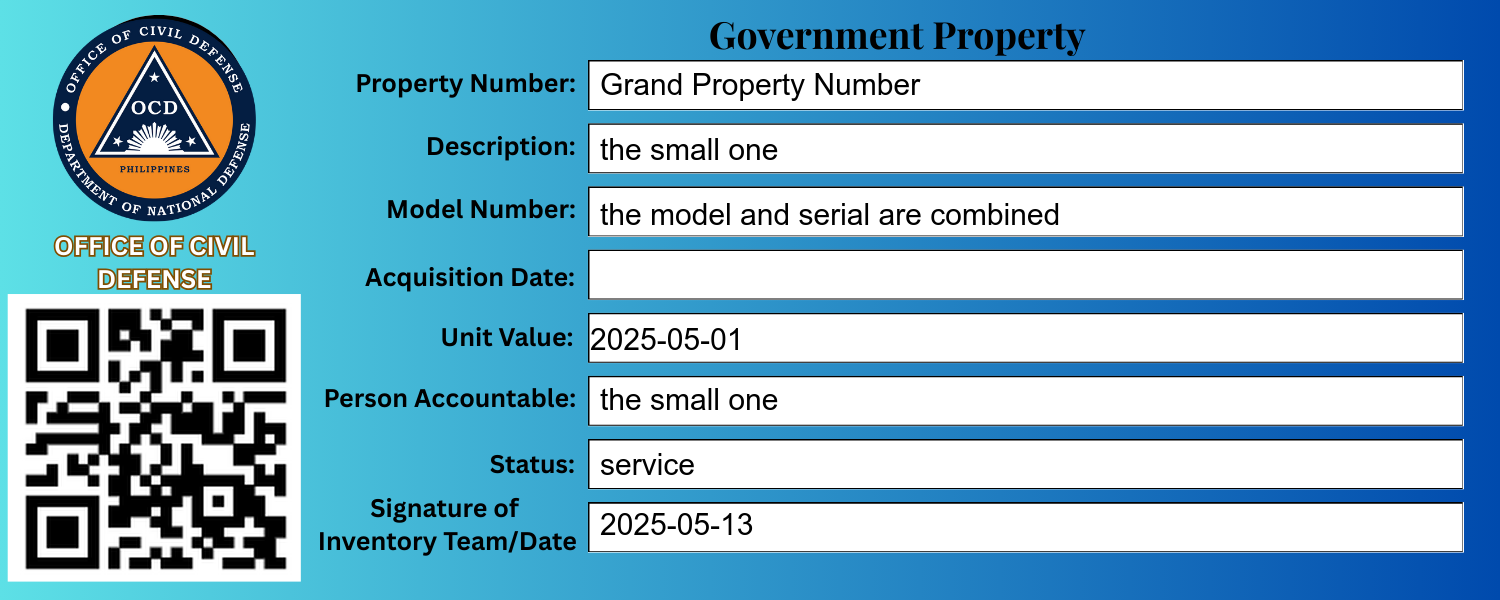 OFFICE OF CIVIL DEFENSE
DEPARTMENT OF NATIONAL DEFENSE
OCD
PHILIPPINES
OFFICE OF CIVIL
DEFENSE
Government Property
Property Number: Grand Property Number
Description: the small one
Model Number: the model and serial are combined
Acquisition Date:
Unit Value: 2025-05-01
Person Accountable: the small one
Status: service
Signature of
Inventory Team/Date 2025-05-13